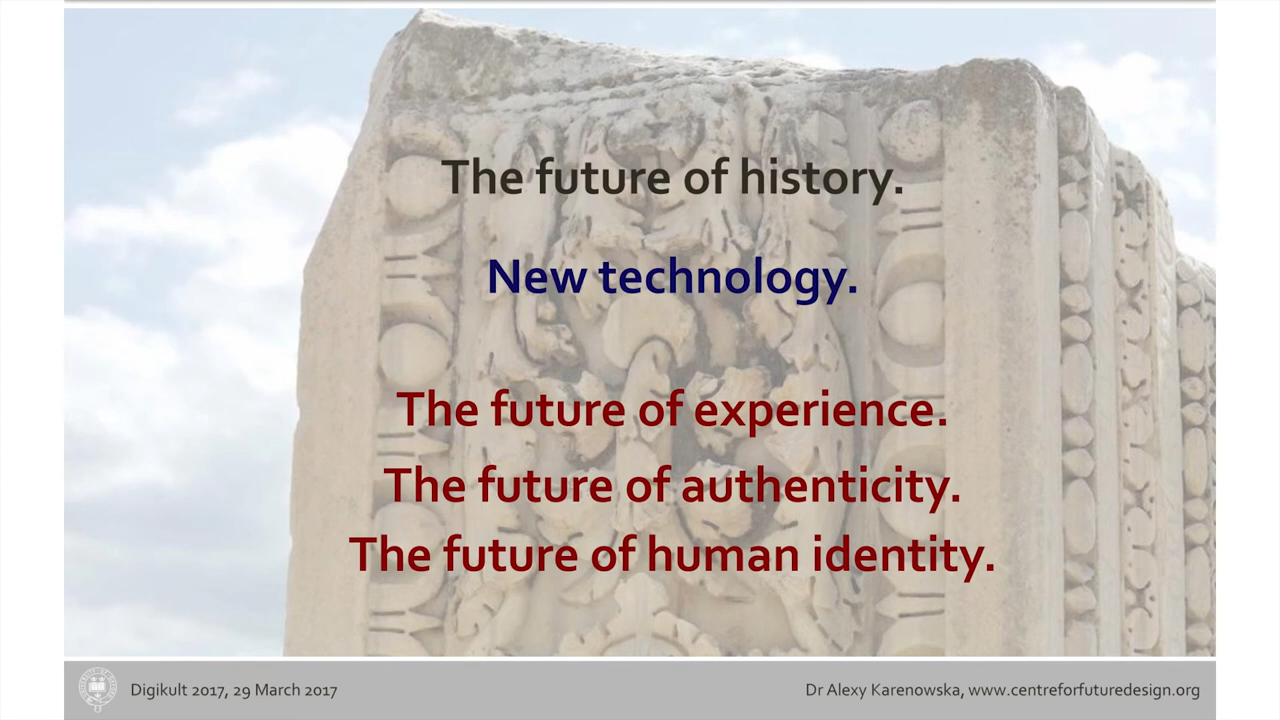 The future of history.
New technology.
The future of experience.
The future of authenticity.
The future of human identity.
Digikult 2017, 29 March 2017
Dr Alexy Karenowska, www.centreforfuturedesign.org